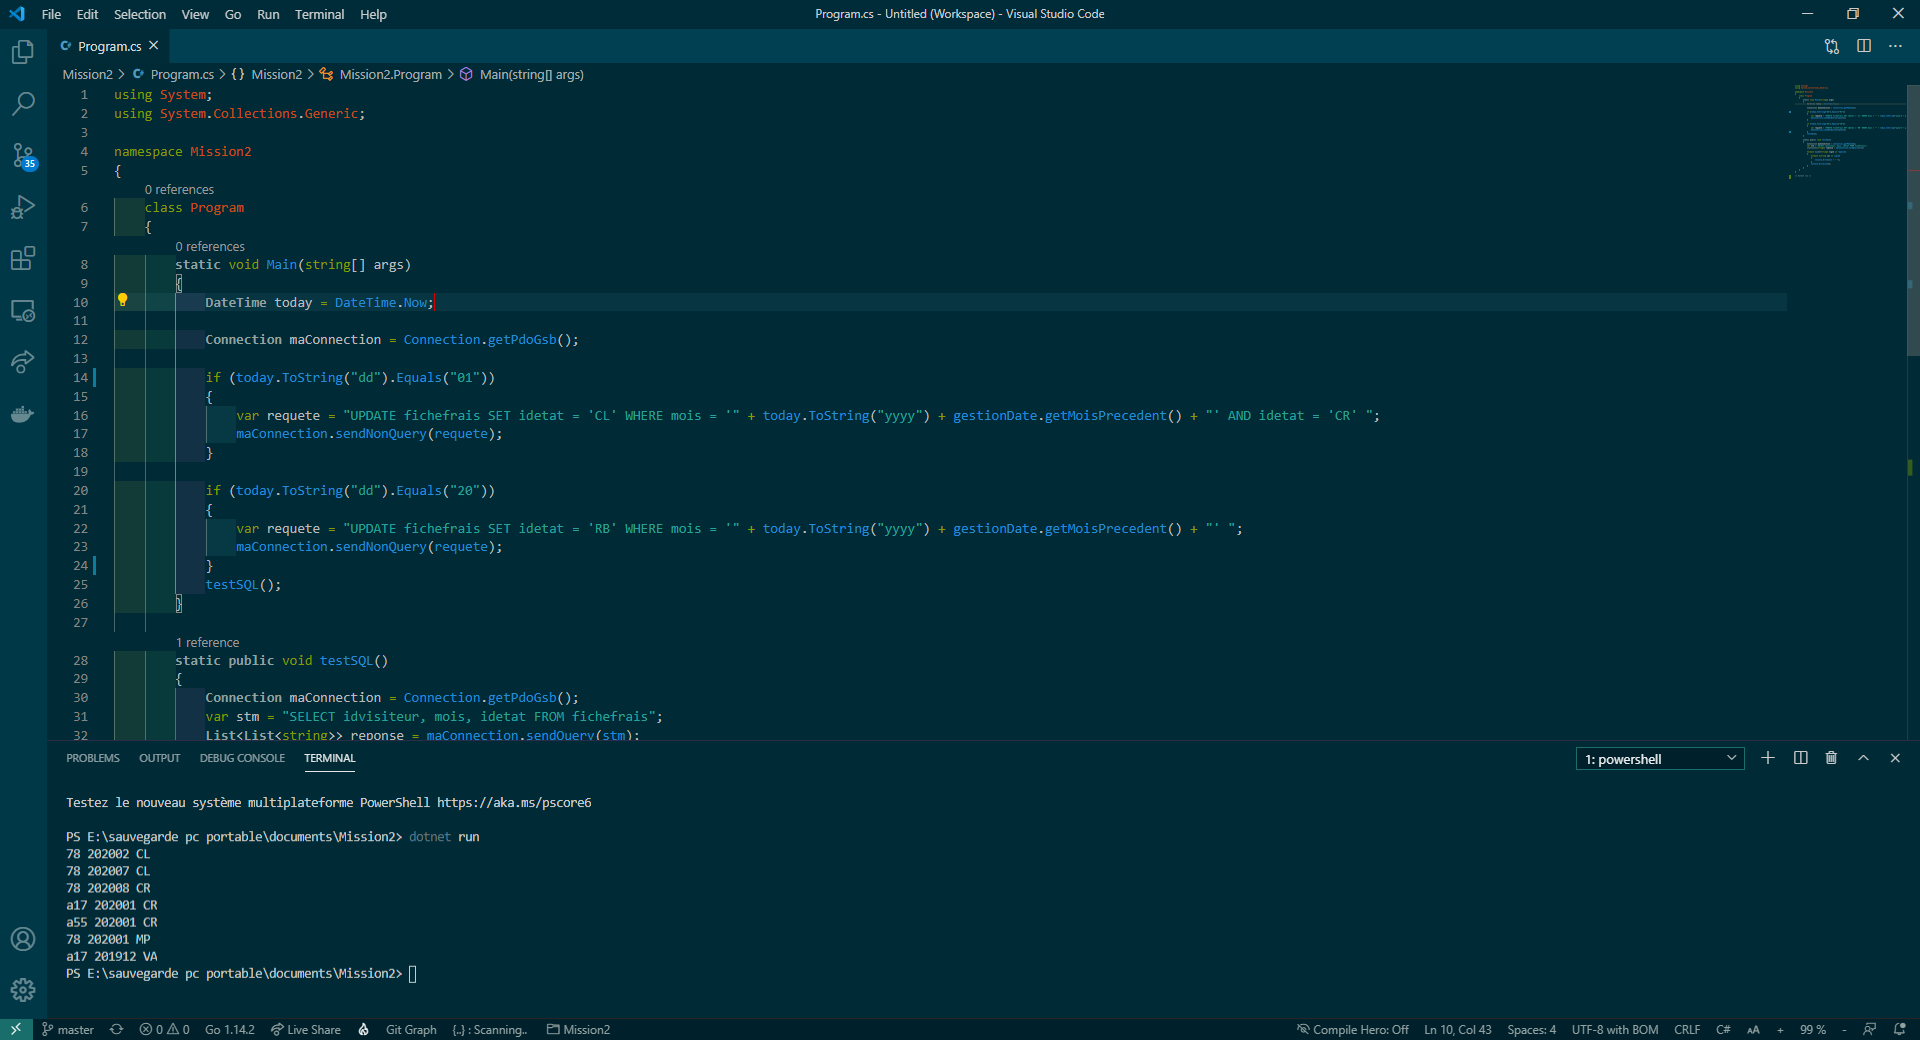 File Edit Selection View Go Run Terminal Help
Program.cs - Untitled (Workspace) - Visual Studio Code
Program.cs
Mission2 > Program.cs > {} Mission2 > Mission2.Program > Main(string[] args)
1 using System;
2 using System.Collections.Generic;
3
4 namespace Mission2
5 {
0 references
6 class Program
7 {
0 references
8 static void Main(string[] args)
9 {
10 DateTime today = DateTime.Now;
11
12 Connection maConnection = Connection.getPdoGsb();
13
14 if (today.ToString("dd").Equals("01"))
15 {
16 var requete = "UPDATE fichefrais SET idetat = 'CL' WHERE mois = '" + today.ToString("yyyy") + gestionDate.getMoisPrecedent() + "' AND idetat = 'CR' ";
17 maConnection.sendNonQuery(requete);
18 }
19
20 if (today.ToString("dd").Equals("20"))
21 {
22 var requete = "UPDATE fichefrais SET idetat = 'RB' WHERE mois = '" + today.ToString("yyyy") + gestionDate.getMoisPrecedent() + "' ";
23 maConnection.sendNonQuery(requete);
24 }
25 testSQL();
26 }
27
1 reference
28 static public void testSQL()
29 {
30 Connection maConnection = Connection.getPdoGsb();
31 var stm = "SELECT idvisiteur, mois, idetat FROM fichefrais";
32 List<List<string>> reponse = maConnection.sendQuery(stm);
35
PROBLEMS OUTPUT DEBUG CONSOLE TERMINAL
1: powershell
Testez le nouveau système multiplateforme PowerShell https://aka.ms/pscore6
PS E:\sauvegarde pc portable\documents\Mission2> dotnet run
78 202002 CL
78 202007 CL
78 202008 CR
a17 202001 CR
a55 202001 CR
78 202001 MP
a17 201912 VA
PS E:\sauvegarde pc portable\documents\Mission2>
master 0 0 Go 1.14.2 Live Share Git Graph {..} : Scanning.. Mission2
Compile Hero: Off Ln 10, Col 43 Spaces: 4 UTF-8 with BOM CRLF C# AA + 99 % -